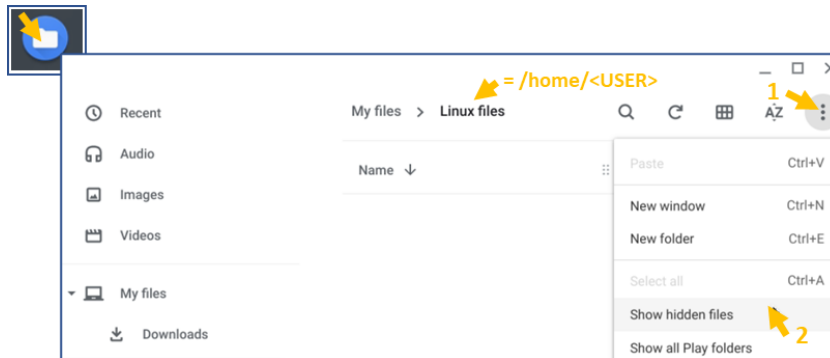 = /home/<USER>
1
Recent
My files > Linux files
AZ
Audio
Name
Paste Ctrl+V
Images
New window Ctrl+N
Videos
New folder Ctrl+E
Select all Ctrl+A
My files
Show hidden files
2
Downloads
Show all Play folders